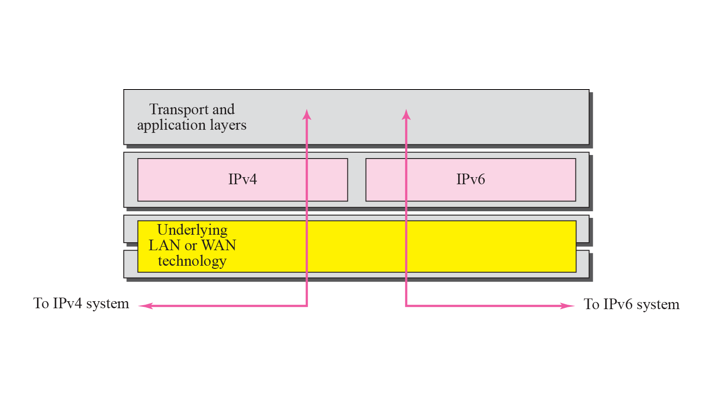 Transport and
application layers
IPv4
IPv6
Underlying
LAN or WAN
technology
To IPv4 system
To IPv6 system